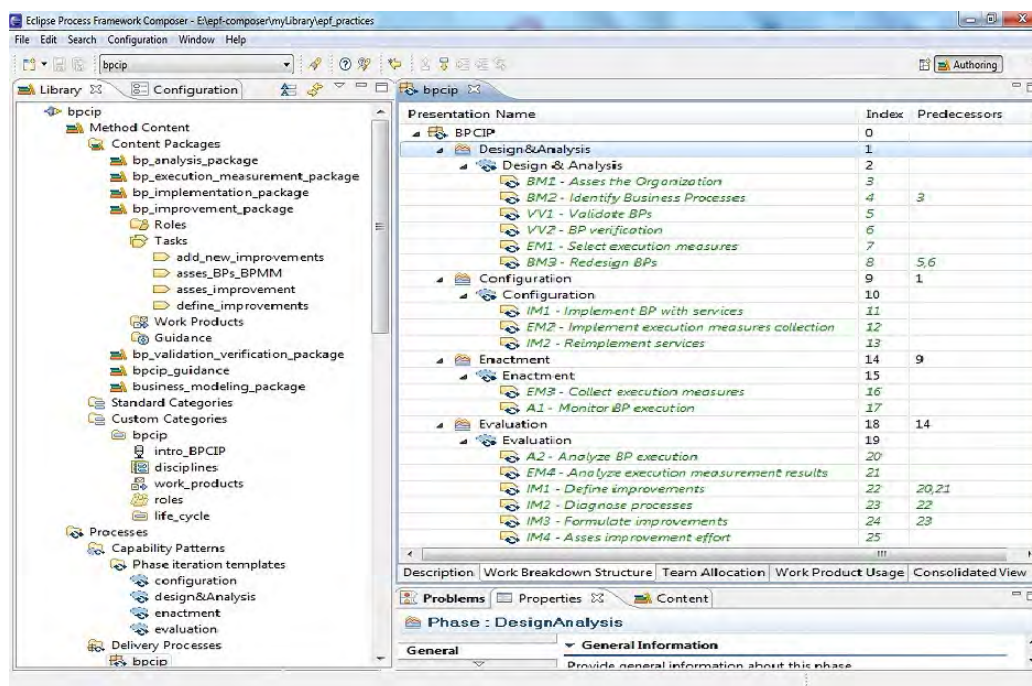 Eclipse Process Framework Composer - E:\epf-composer\myLibrary\epf_practices
File Edit Search Configuration Window Help
bpcip
Authoring
Library Configuration
bpcip
Method Content
Content Packages
bp_analysis_package
bp_execution_measurement_package
bp_implementation_package
bp_improvement_package
Roles
Tasks
add_new_improvements
asses_BPs_BPMM
asses_improvement
define_improvements
Work Products
Guidance
bp_validation_verification_package
bpcip_guidance
business_modeling_package
Standard Categories
Custom Categories
bpcip
intro_BPCIP
disciplines
work_products
roles
life_cycle
Processes
Capability Patterns
Phase iteration templates
configuration
design&Analysis
enactment
evaluation
Delivery Processes
bpcip
bpcip
Presentation Name Index Predecessors
BPCIP 0
Design&Analysis 1
Design & Analysis 2
BM1 - Asses the Organization 3
BM2 - Identify Business Processes 4 3
VV1 - Validate BPs 5
VV2 - BP verification 6
EM1 - Select execution measures 7
BM3 - Redesign BPs 8 5,6
Configuration 9 1
Configuration 10
IM1 - Implement BP with services 11
EM2 - Implement execution measures collection 12
IM2 - Reimplement services 13
Enactment 14 9
Enactment 15
EM3 - Collect execution measures 16
A1 - Monitor BP execution 17
Evaluation 18 14
Evaluation 19
A2 - Analyze BP execution 20
EM4 - Analyze execution measurement results 21
IM1 - Define improvements 22 20,21
IM2 - Diagnose processes 23 22
IM3 - Formulate improvements 24 23
IM4 - Asses improvement effort 25
Description Work Breakdown Structure Team Allocation Work Product Usage Consolidated View
Problems Properties Content
Phase : DesignAnalysis
General
General Information
Provide general information about this phase